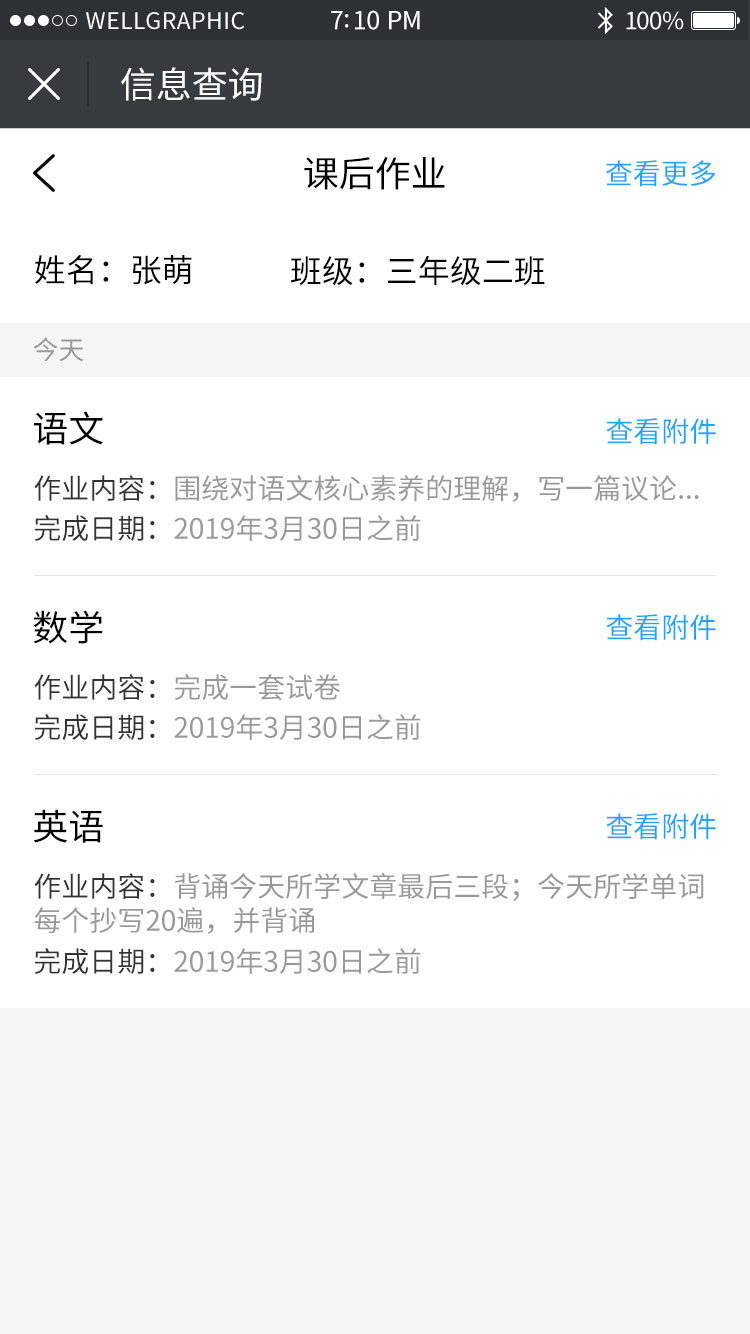 WELLGRAPHIC 7:10 PM 100%
信息查询
课后作业 查看更多
姓名：张萌 班级：三年级二班
今天
语文 查看附件
作业内容：围绕对语文核心素养的理解，写一篇议论...
完成日期：2019年3月30日之前
数学 查看附件
作业内容：完成一套试卷
完成日期：2019年3月30日之前
英语 查看附件
作业内容：背诵今天所学文章最后三段；今天所学单词
每个抄写20遍，并背诵
完成日期：2019年3月30日之前